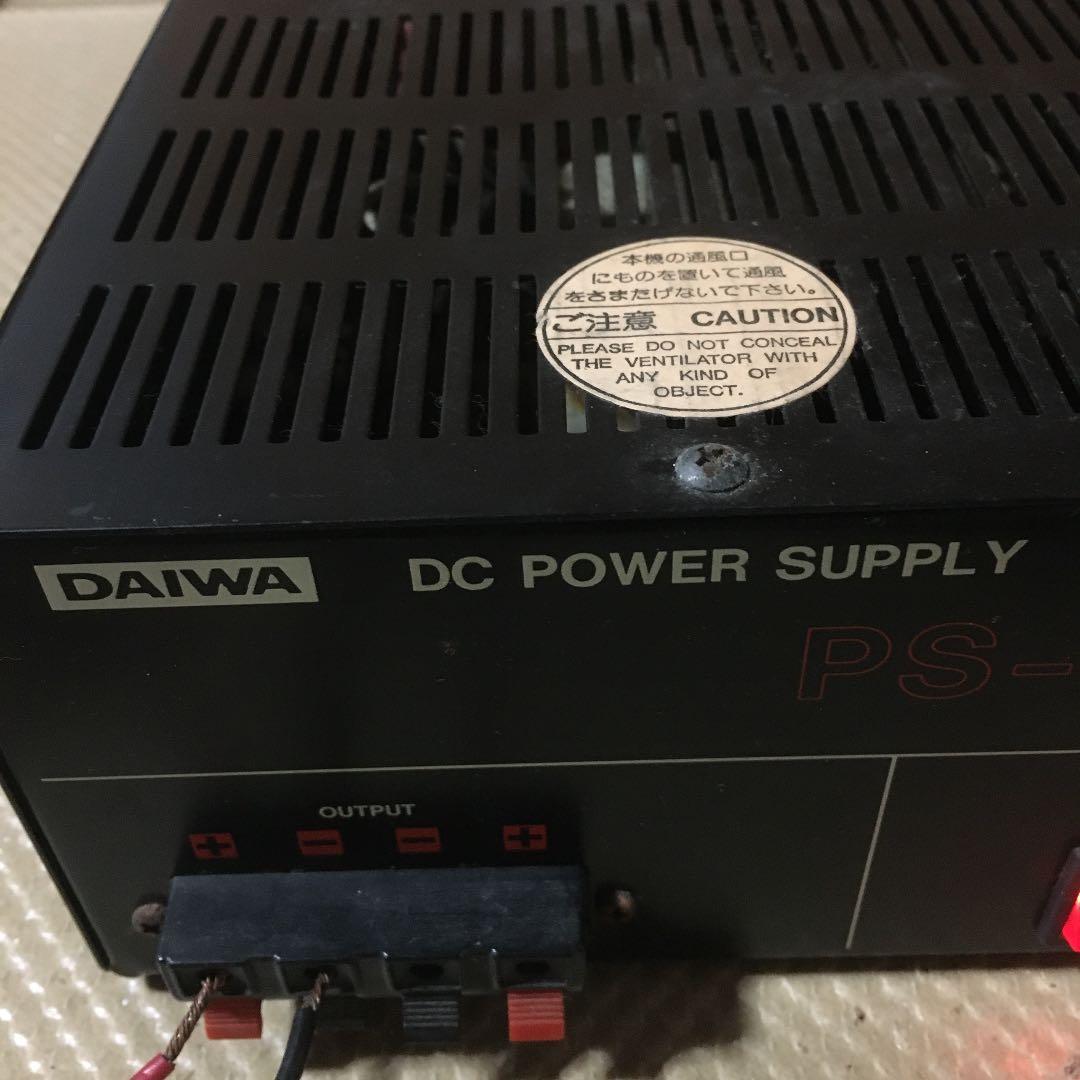 本機の通風口
にものを置いて通風
をさまたげないで下さい。
ご注意 CAUTION
PLEASE DO NOT CONCEAL
THE VENTILATOR WITH
ANY KIND OF
OBJECT.
DAIWA DC POWER SUPPLY
PS-
OUTPUT
+ − − +